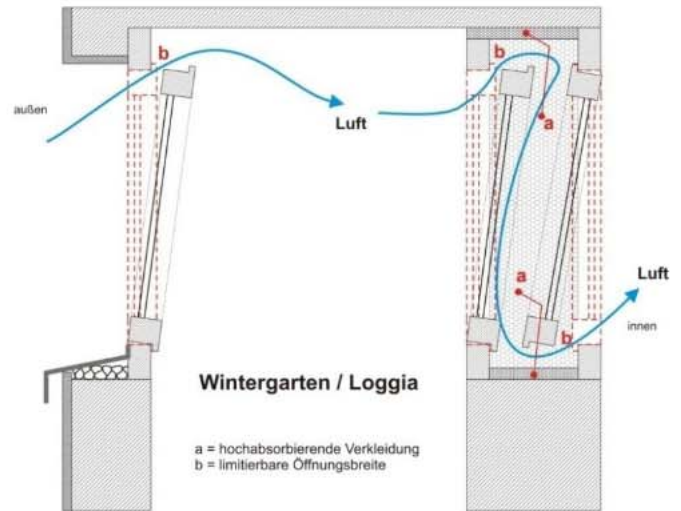 b
b
außen
Luft
a
a
Luft
b
innen
Wintergarten / Loggia
a = hochabsorbierende Verkleidung
b = limitierbare Öffnungsbreite